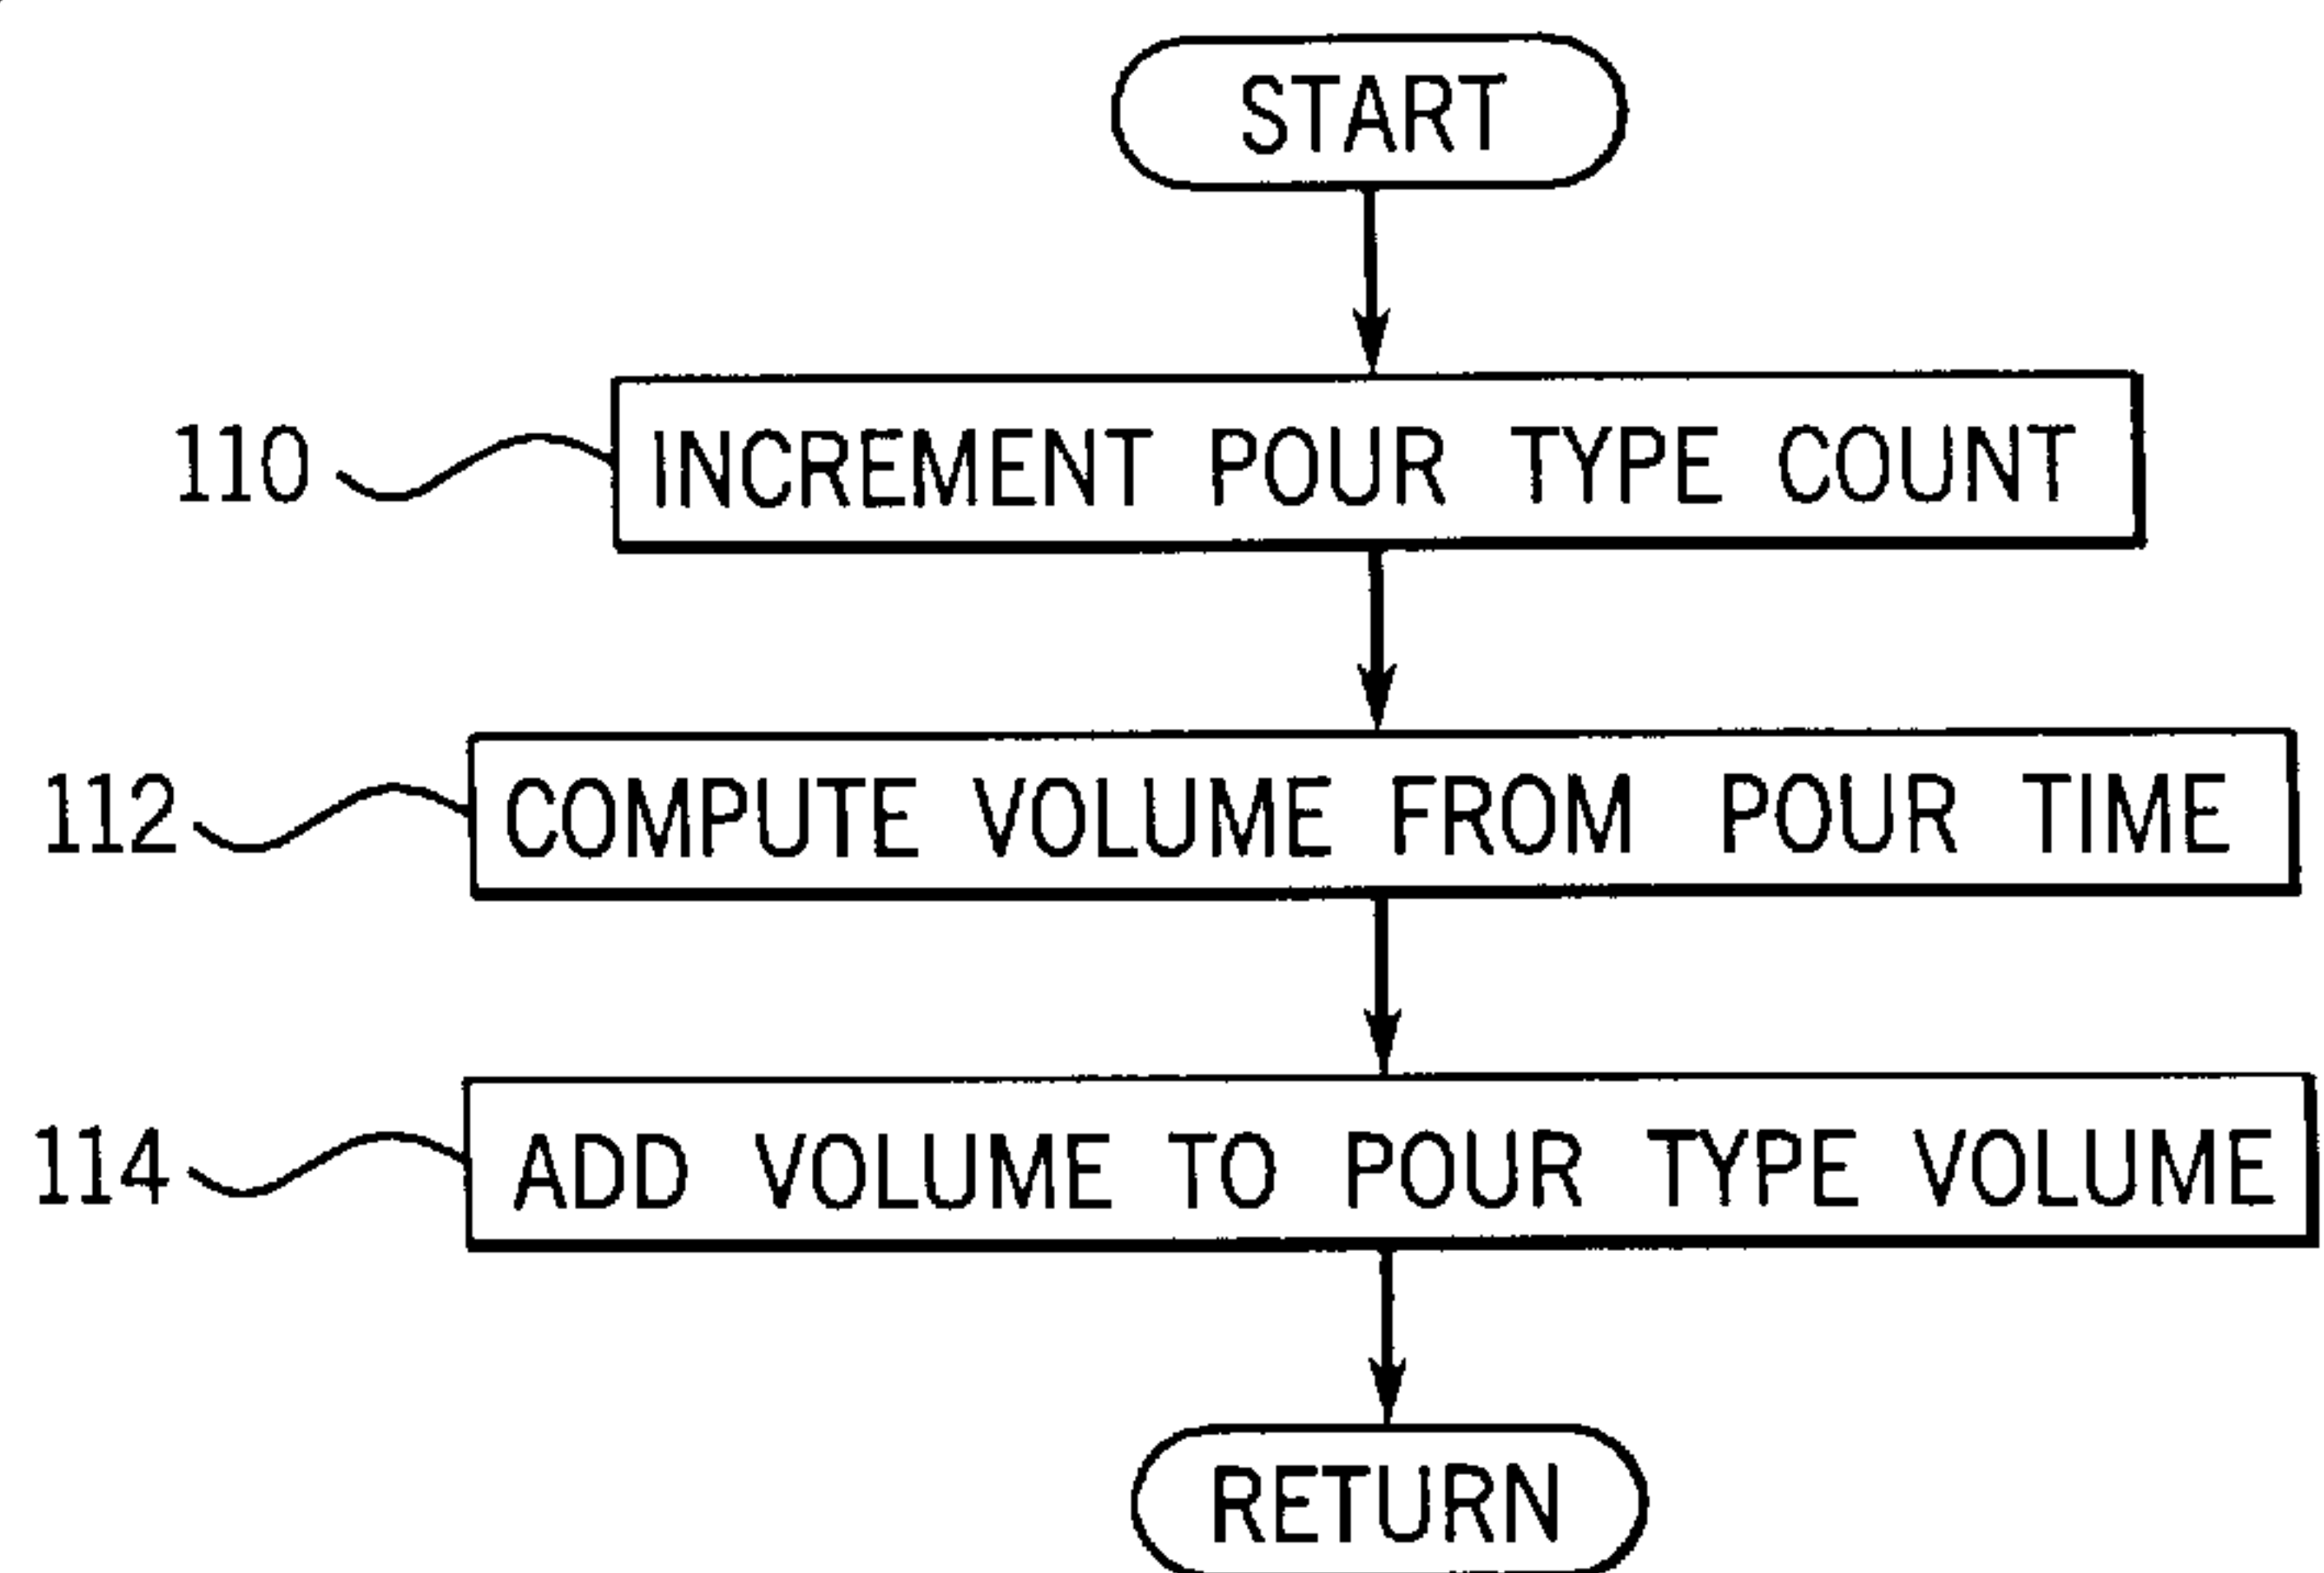 START
110 INCREMENT POUR TYPE COUNT
112 COMPUTE VOLUME FROM POUR TIME
114 ADD VOLUME TO POUR TYPE VOLUME
RETURN